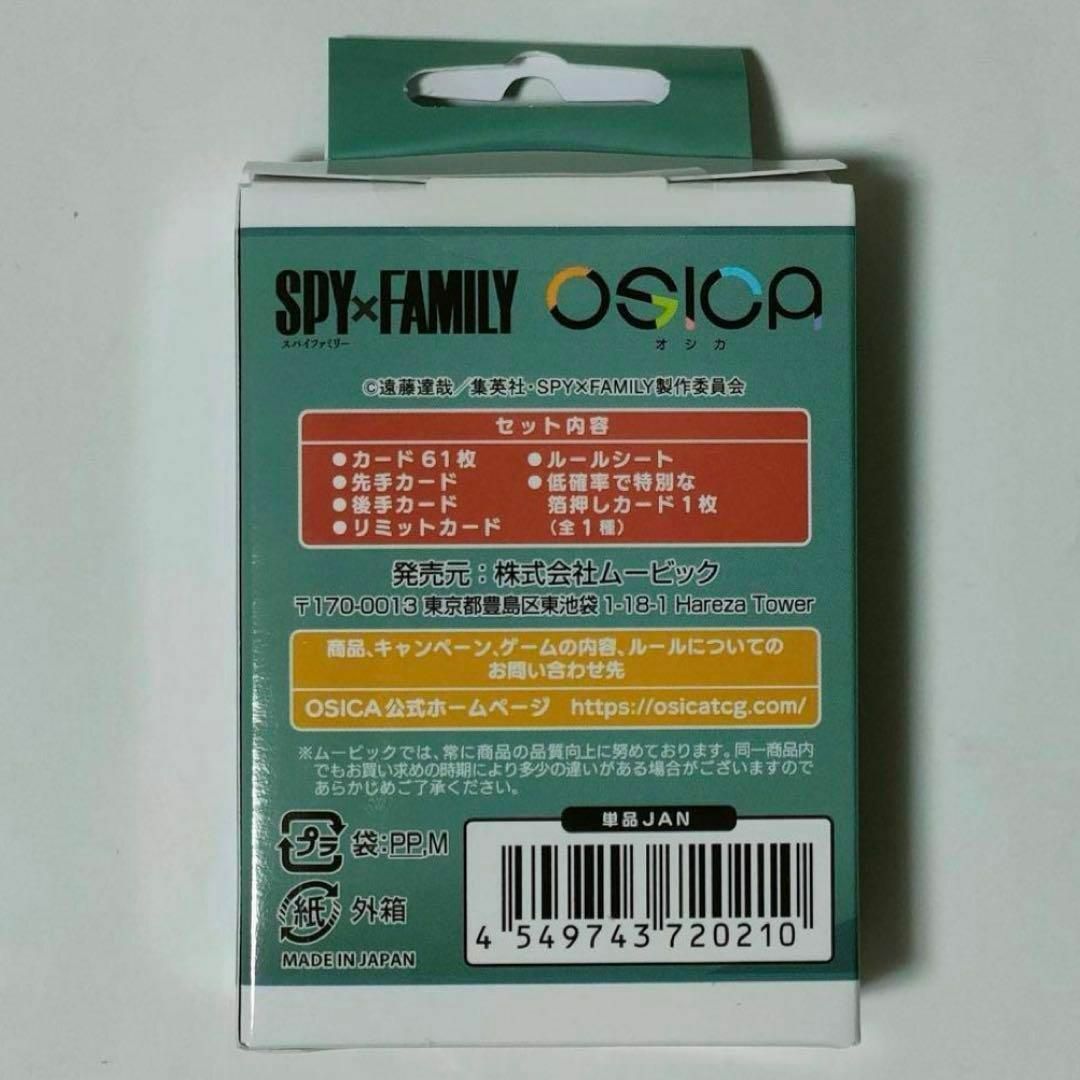 SPY×FAMILY
スパイファミリー
OSICA
オシカ
©遠藤達哉／集英社・SPY×FAMILY製作委員会
セット内容
●カード61枚
●先手カード
●後手カード
●リミットカード
●ルールシート
●低確率で特別な
箔押しカード1枚
（全1種）
発売元：株式会社ムービック
〒170-0013 東京都豊島区東池袋1-18-1 Hareza Tower
商品、キャンペーン、ゲームの内容、ルールについての
お問い合わせ先
OSICA公式ホームページ https://osicatcg.com/
※ムービックでは、常に商品の品質向上に努めております。同一商品内
でもお買い求めの時期により多少の違いがある場合がございますので
あらかじめご了承ください。
プラ 袋:PP,M
紙 外箱
MADE IN JAPAN
単品JAN
4 549743 720210